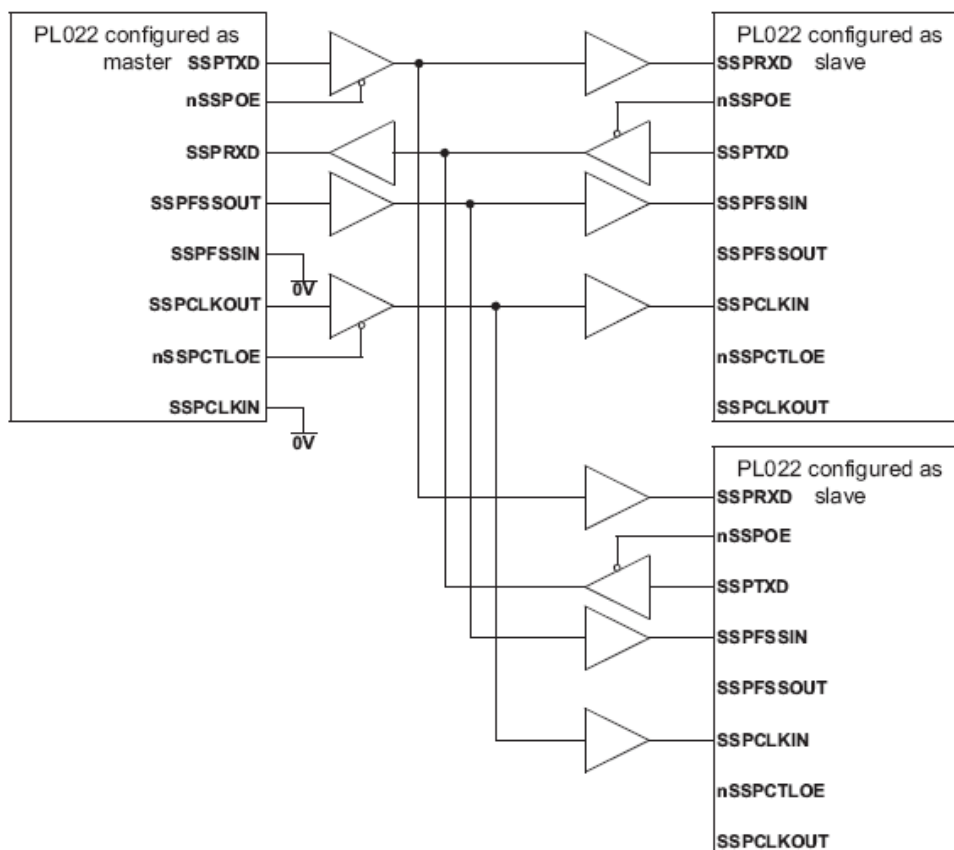 PL022 configured as
master SSPTXD
nSSPOE
SSPRXD
SSPFSSOUT
SSPFSSIN
0V
SSPCLKOUT
nSSPCTLOE
SSPCLKIN
0V
PL022 configured as
SSPRXD slave
nSSPOE
SSPTXD
SSPFSSIN
SSPFSSOUT
SSPCLKIN
nSSPCTLOE
SSPCLKOUT
PL022 configured as
SSPRXD slave
nSSPOE
SSPTXD
SSPFSSIN
SSPFSSOUT
SSPCLKIN
nSSPCTLOE
SSPCLKOUT